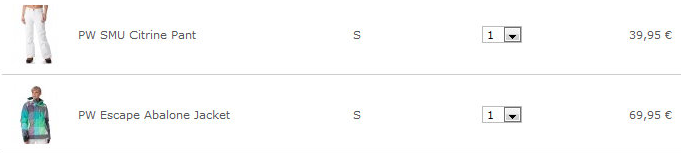 PW SMU Citrine Pant S 1 39,95 €
PW Escape Abalone Jacket S 1 69,95 €